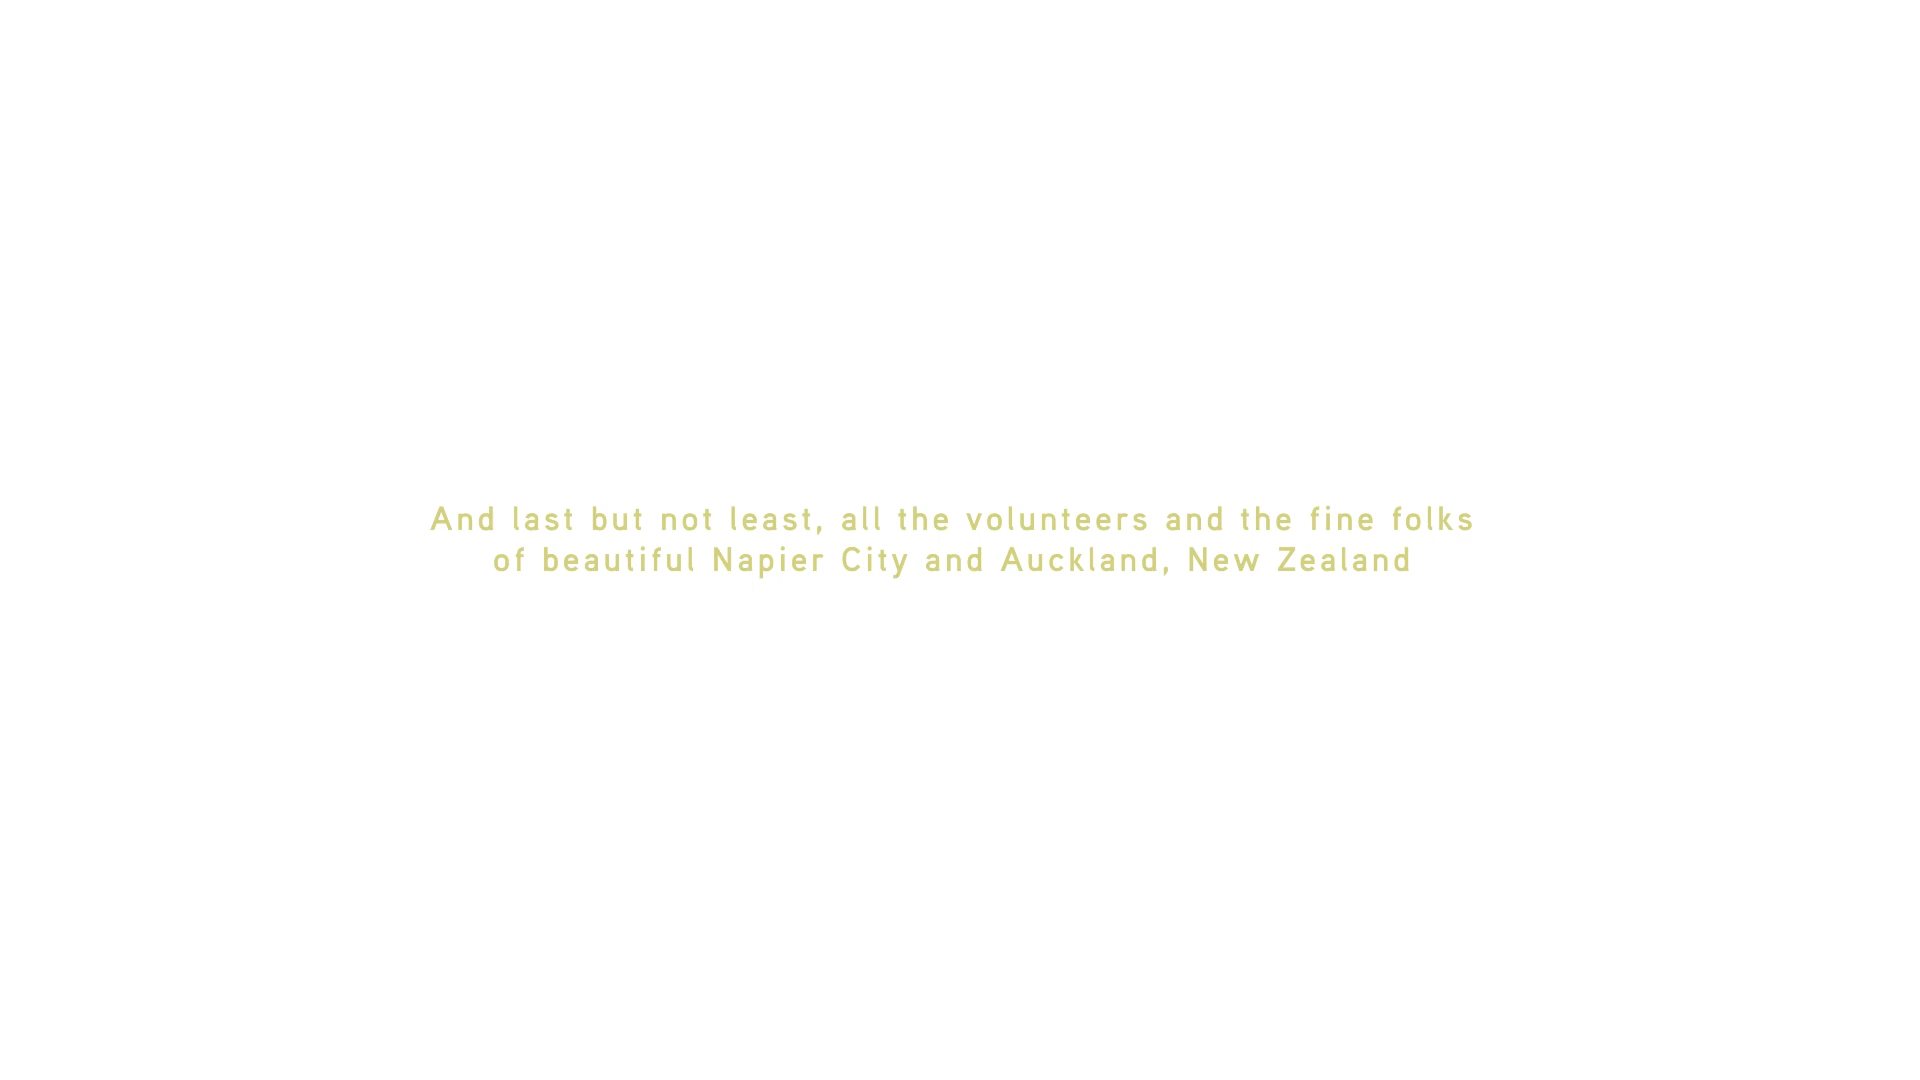 And last but not least, all the volunteers and the fine folks
of beautiful Napier City and Auckland, New Zealand